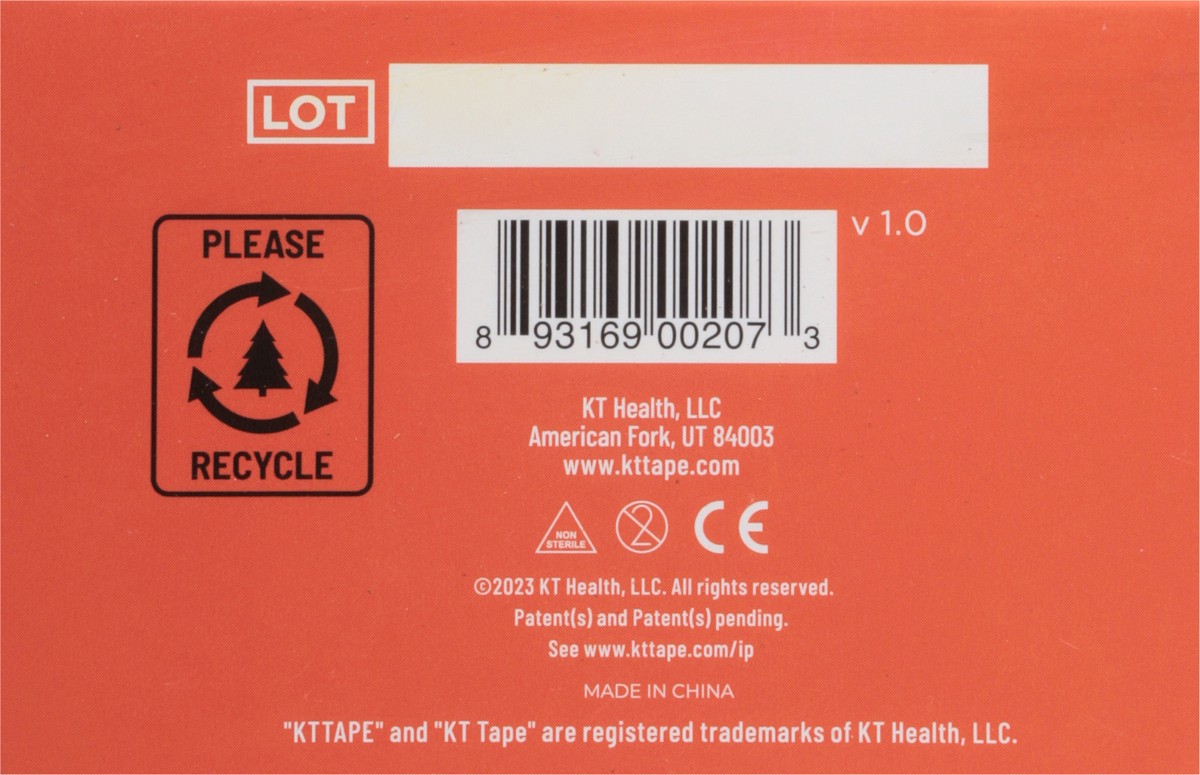 LOT
v 1.0
PLEASE
RECYCLE
8 93169 00207 3
KT Health, LLC
American Fork, UT 84003
www.kttape.com
NON
STERILE
2
CE
©2023 KT Health, LLC. All rights reserved.
Patent(s) and Patent(s) pending.
See www.kttape.com/ip
MADE IN CHINA
"KTTAPE" and "KT Tape" are registered trademarks of KT Health, LLC.